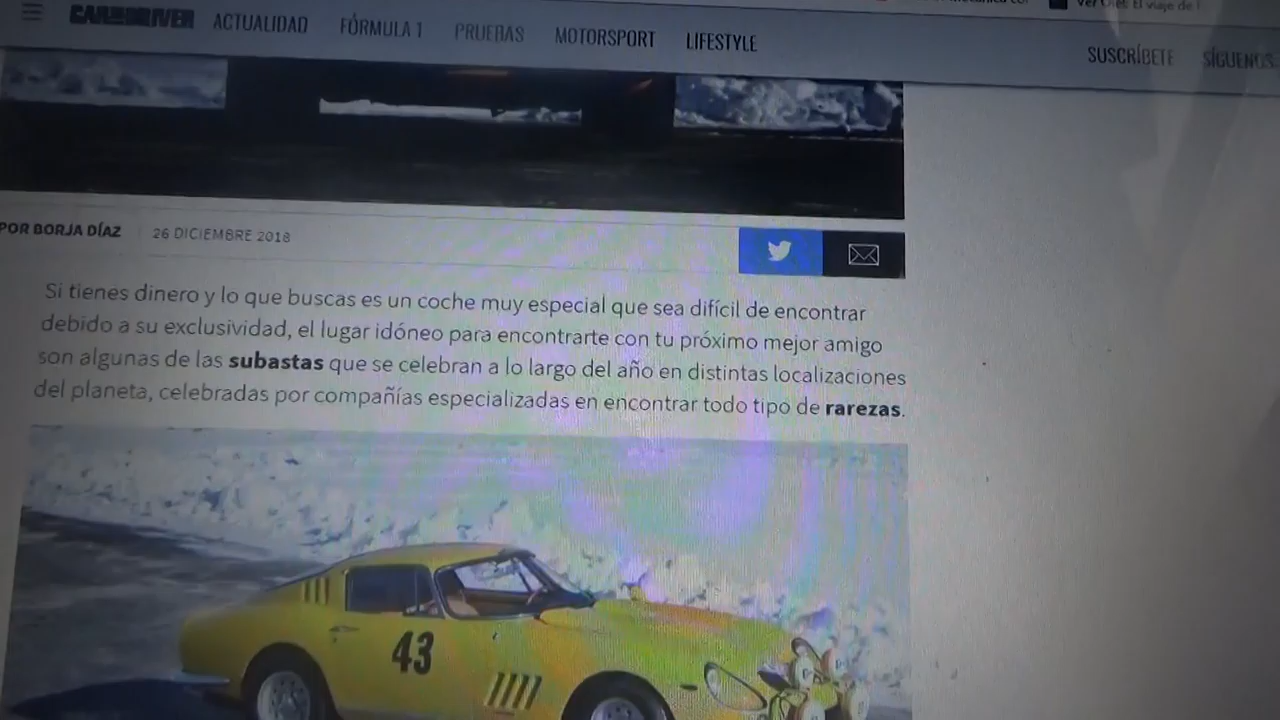 CAR AND DRIVER ACTUALIDAD FÓRMULA 1 PRUEBAS MOTORSPORT LIFESTYLE SUSCRÍBETE SÍGUENOS
POR BORJA DÍAZ 26 DICIEMBRE 2018
Si tienes dinero y lo que buscas es un coche muy especial que sea difícil de encontrar
debido a su exclusividad, el lugar idóneo para encontrarte con tu próximo mejor amigo
son algunas de las subastas que se celebran a lo largo del año en distintas localizaciones
del planeta, celebradas por compañías especializadas en encontrar todo tipo de rarezas.
43